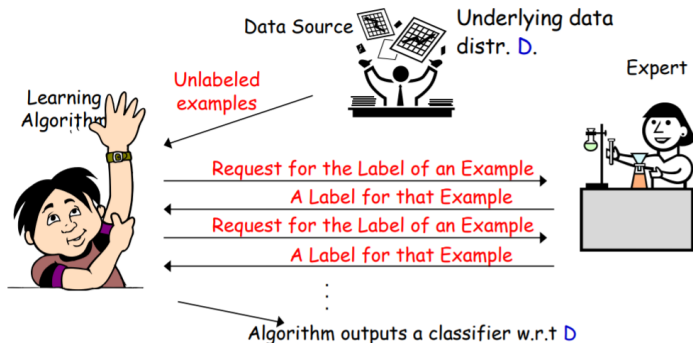 Data Source
Underlying data
distr. D.
Expert
Unlabeled
examples
Learning
Algorithm
Request for the Label of an Example
A Label for that Example
Request for the Label of an Example
A Label for that Example
Algorithm outputs a classifier w.r.t D